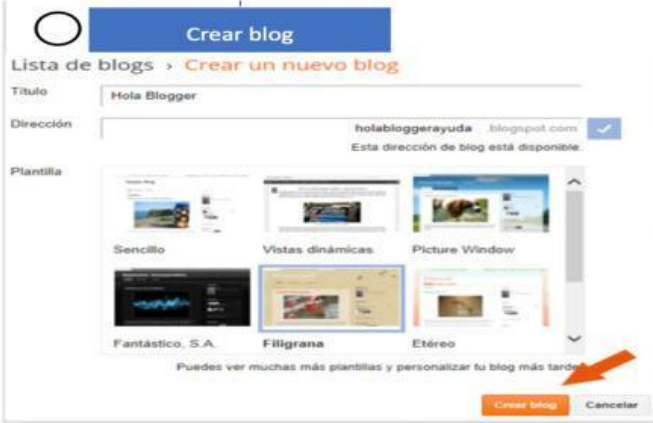 Crear blog
Lista de blogs › Crear un nuevo blog
Título
Hola Blogger
Dirección
holabloggerayuda .blogspot.com
Esta dirección de blog está disponible.
Plantilla
Sencillo Vistas dinámicas Picture Window
Fantástico, S.A. Filigrana Etéreo
Puedes ver muchas más plantillas y personalizar tu blog más tarde
Crear blog Cancelar